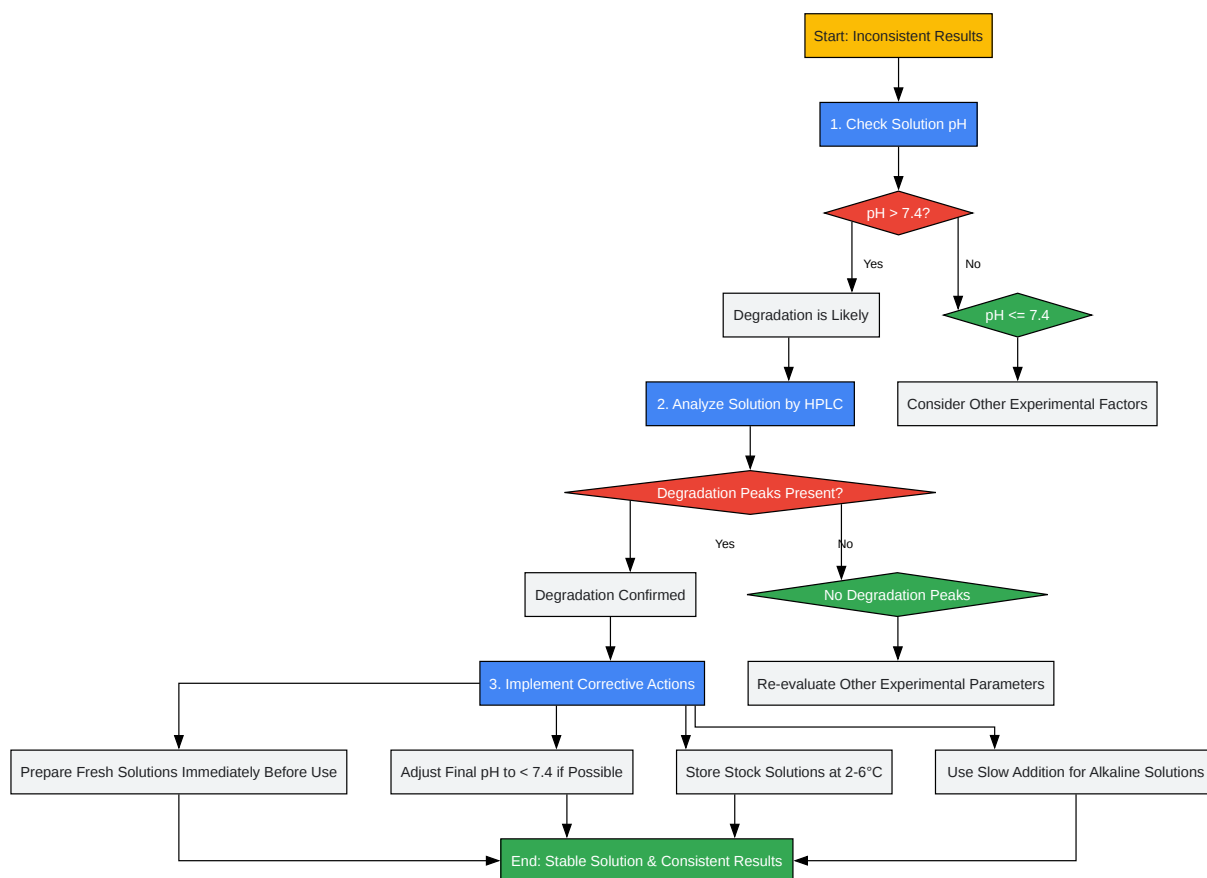 Start: Inconsistent Results
1. Check Solution pH
pH > 7.4?
Yes
No
Degradation is Likely
pH <= 7.4
2. Analyze Solution by HPLC
Consider Other Experimental Factors
Degradation Peaks Present?
Yes
No
Degradation Confirmed
No Degradation Peaks
3. Implement Corrective Actions
Re-evaluate Other Experimental Parameters
Prepare Fresh Solutions Immediately Before Use
Adjust Final pH to < 7.4 if Possible
Store Stock Solutions at 2-6°C
Use Slow Addition for Alkaline Solutions
End: Stable Solution & Consistent Results